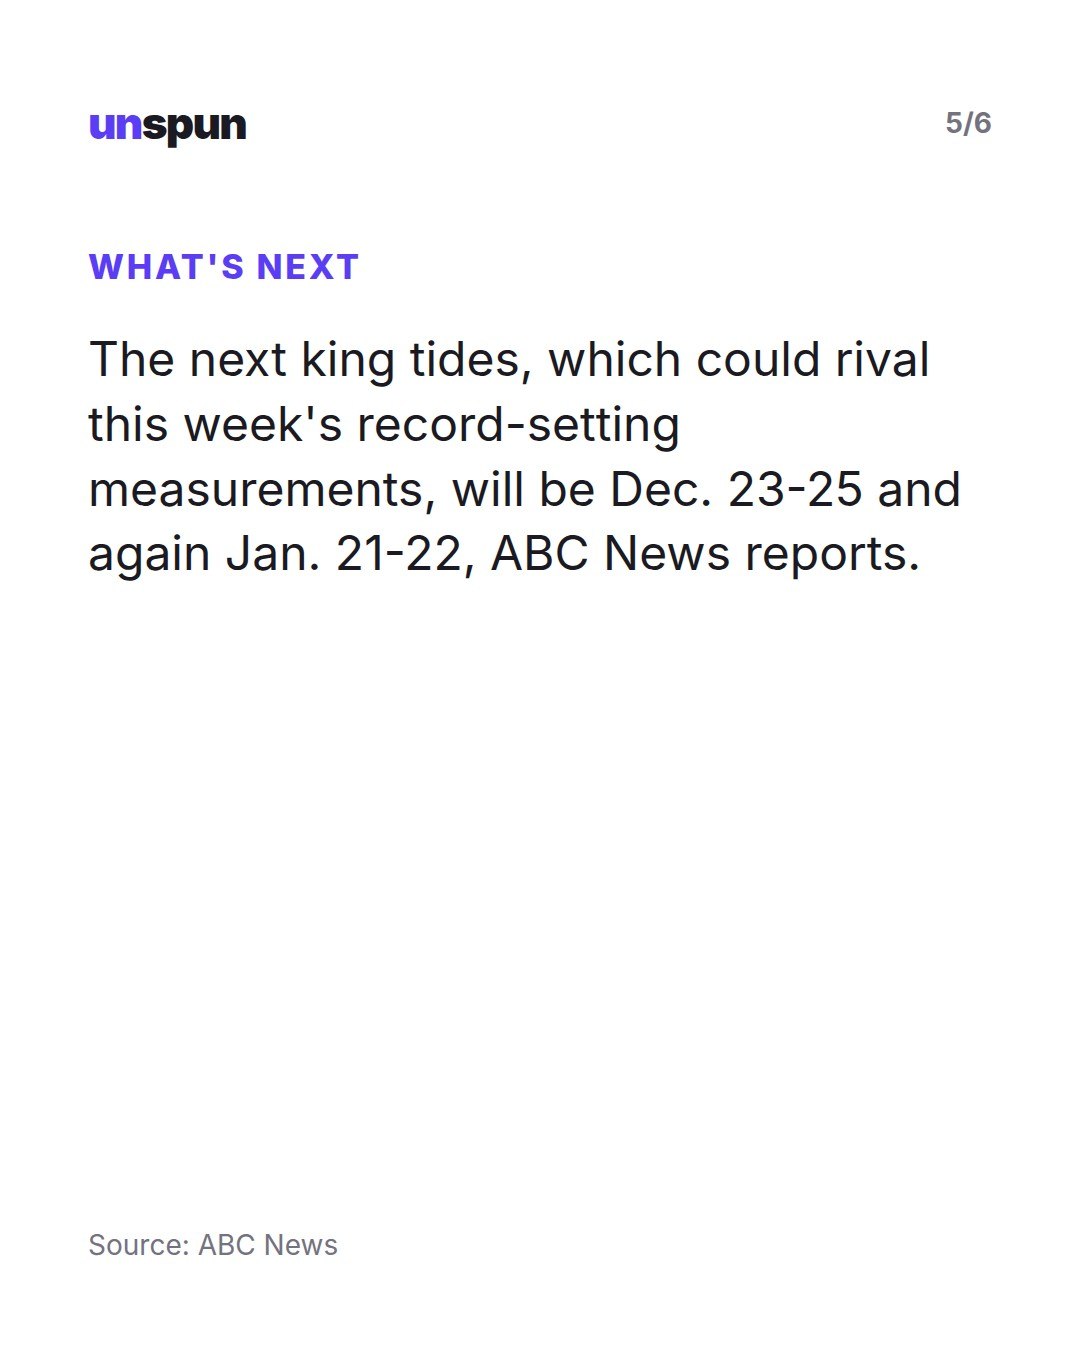 unspun
5/6
WHAT'S NEXT
The next king tides, which could rival
this week's record-setting
measurements, will be Dec. 23-25 and
again Jan. 21-22, ABC News reports.
Source: ABC News